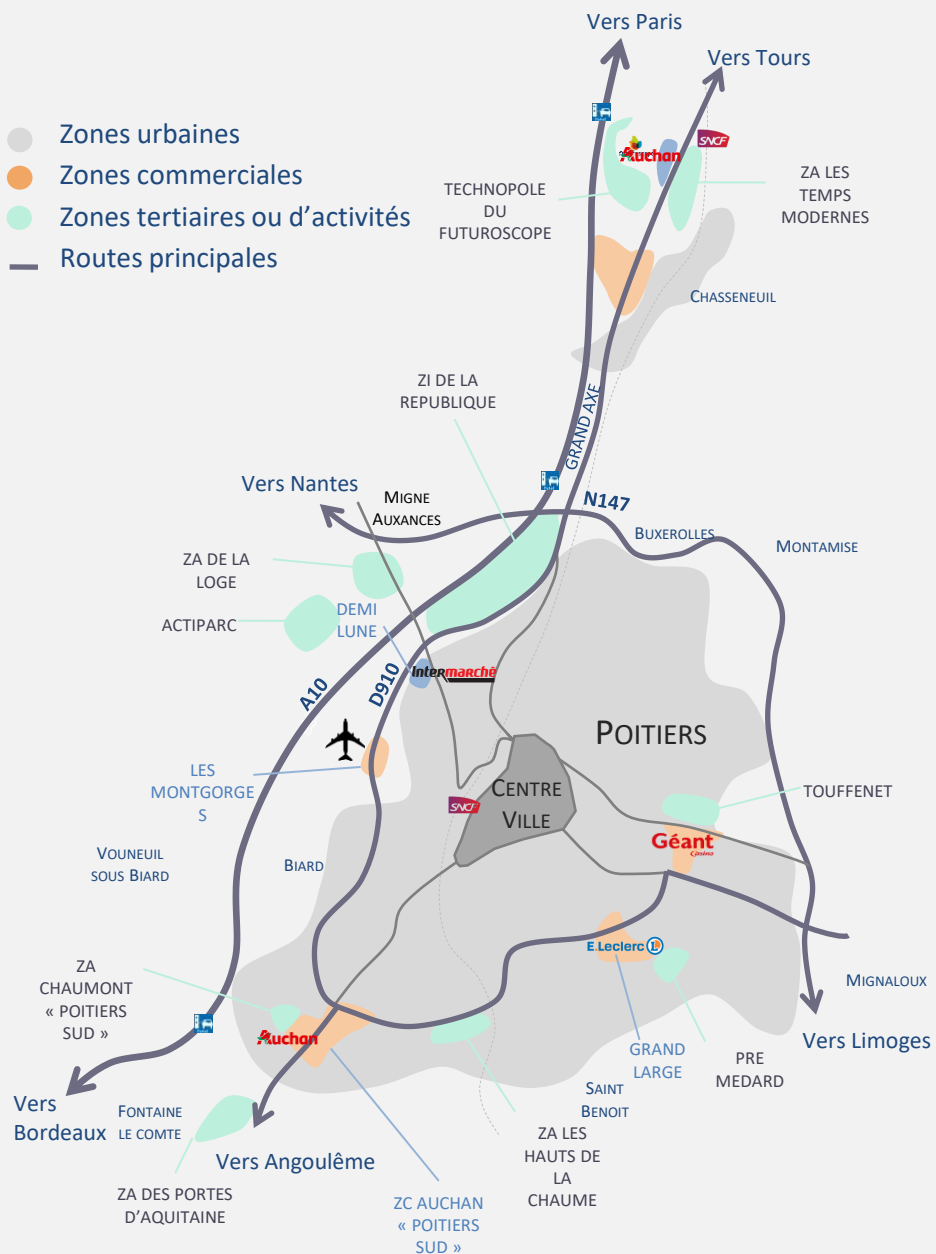 Vers Paris
Vers Tours
Zones urbaines
Zones commerciales
Zones tertiaires ou d'activités
Routes principales
Auchan
SNCF
TECHNOPOLE
DU
FUTUROSCOPE
ZA LES
TEMPS
MODERNES
CHASSENEUIL
ZI DE LA
REPUBLIQUE
GRAND AXE
Vers Nantes
MIGNE
AUXANCES
N147
BUXEROLLES
MONTAMISE
ZA DE LA
LOGE
ACTIPARC
DEMI
LUNE
Intermarché
A10
D910
POITIERS
LES
MONTGORGE
S
SNCF
CENTRE
VILLE
TOUFFENET
Géant
Casino
VOUNEUIL
SOUS BIARD
BIARD
E.Leclerc L
ZA
CHAUMONT
« POITIERS
SUD »
MIGNALOUX
Auchan
Vers Limoges
GRAND
LARGE
PRE
MEDARD
SAINT
BENOIT
Vers
Bordeaux
FONTAINE
LE COMTE
Vers Angoulême
ZA LES
HAUTS DE
LA
CHAUME
ZA DES PORTES
D'AQUITAINE
ZC AUCHAN
« POITIERS
SUD »